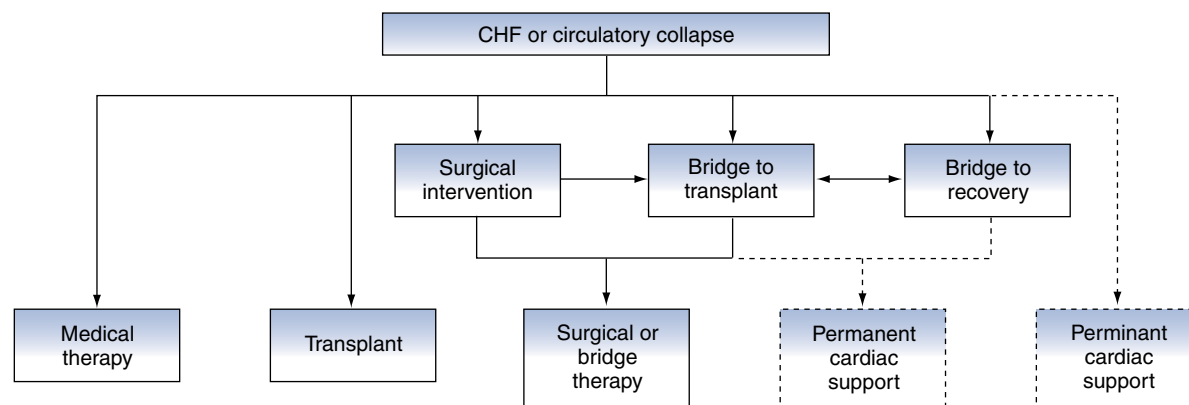 CHF or circulatory collapse
Surgical
intervention
Bridge to
transplant
Bridge to
recovery
Medical
therapy
Transplant
Surgical or
bridge
therapy
Permanent
cardiac
support
Perminant
cardiac
support